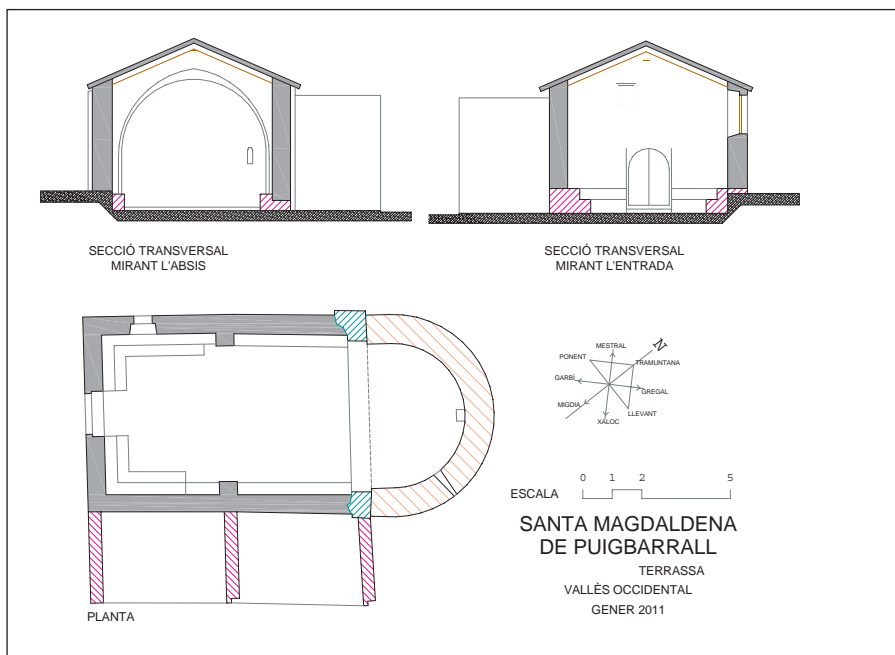 SECCIÓ TRANSVERSAL
MIRANT L'ABSIS
SECCIÓ TRANSVERSAL
MIRANT L'ENTRADA
N
MESTRAL
PONENT
TRAMUNTANA
GARBÍ
GREGAL
MIGDIA
LLEVANT
XALOC
ESCALA 0 1 2 5
SANTA MAGDALDENA
DE PUIGBARRALL
TERRASSA
VALLÈS OCCIDENTAL
GENER 2011
PLANTA